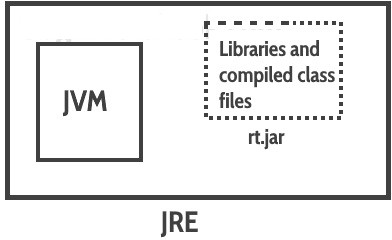 JVM
Libraries and
compiled class
files
rt.jar
JRE